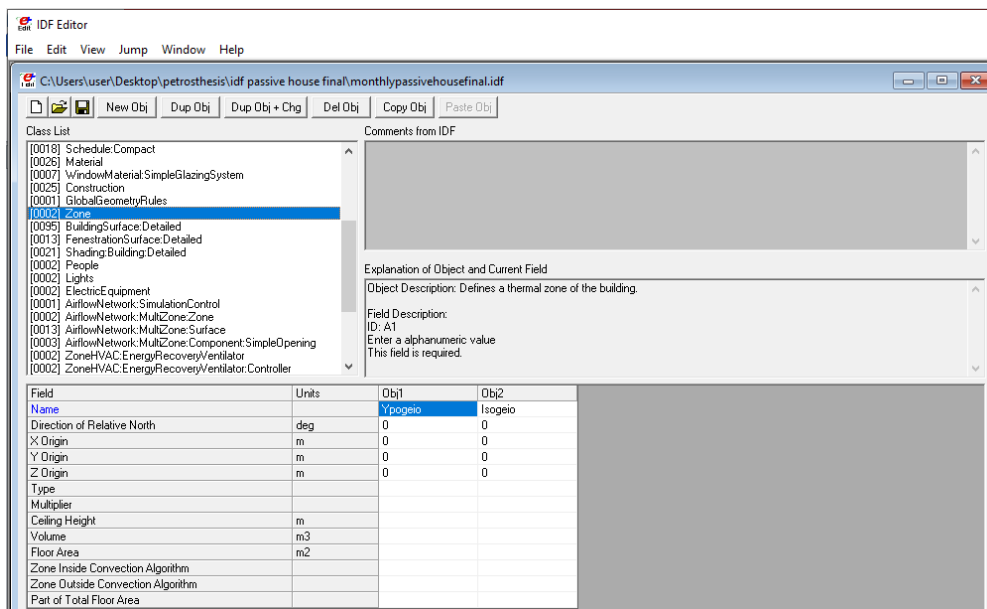 IDF Editor
File Edit View Jump Window Help
C:\Users\user\Desktop\petrosthesis\idf passive house final\monthlypassivehousefinal.idf
New Obj Dup Obj Dup Obj + Chg Del Obj Copy Obj Paste Obj
Class List Comments from IDF
[0018] Schedule:Compact
[0026] Material
[0007] WindowMaterial:SimpleGlazingSystem
[0025] Construction
[0001] GlobalGeometryRules
[0002] Zone
[0095] BuildingSurface:Detailed
[0013] FenestrationSurface:Detailed
[0021] Shading:Building:Detailed
[0002] People
[0002] Lights
[0002] ElectricEquipment
[0001] AirflowNetwork:SimulationControl
[0002] AirflowNetwork:MultiZone:Zone
[0013] AirflowNetwork:MultiZone:Surface
[0003] AirflowNetwork:MultiZone:Component:SimpleOpening
[0002] ZoneHVAC:EnergyRecoveryVentilator
[0002] ZoneHVAC:EnergyRecoveryVentilator:Controller
Explanation of Object and Current Field
Object Description: Defines a thermal zone of the building.
Field Description:
ID: A1
Enter a alphanumeric value
This field is required.
Field Units Obj1 Obj2
Name Ypogeio Isogeio
Direction of Relative North deg 0 0
X Origin m 0 0
Y Origin m 0 0
Z Origin m 0 0
Type
Multiplier
Ceiling Height m
Volume m3
Floor Area m2
Zone Inside Convection Algorithm
Zone Outside Convection Algorithm
Part of Total Floor Area